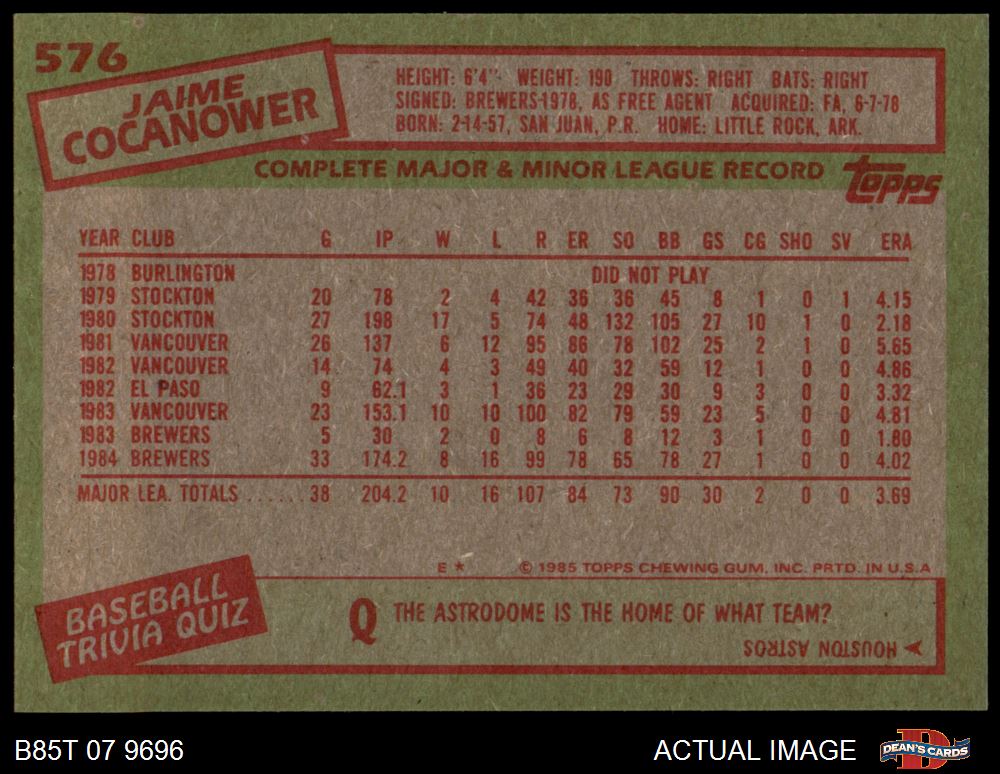 576
JAIME
COCANOWER
HEIGHT: 6'4" WEIGHT: 190 THROWS: RIGHT BATS: RIGHT
SIGNED: BREWERS-1978, AS FREE AGENT ACQUIRED: FA, 6-7-78
BORN: 2-14-57, SAN JUAN, P.R. HOME: LITTLE ROCK, ARK.
COMPLETE MAJOR & MINOR LEAGUE RECORD topps
YEAR CLUB G IP W L R ER SO BB GS CG SHO SV ERA
1978 BURLINGTON DID NOT PLAY
1979 STOCKTON 20 78 2 4 42 36 36 45 8 1 0 1 4.15
1980 STOCKTON 27 198 17 5 74 48 132 105 27 10 1 0 2.18
1981 VANCOUVER 26 137 6 12 95 86 78 102 25 2 1 0 5.65
1982 VANCOUVER 14 74 4 3 49 40 32 59 12 1 0 0 4.86
1982 EL PASO 9 62.1 3 1 36 23 29 30 9 3 0 0 3.32
1983 VANCOUVER 23 153.1 10 10 100 82 79 59 23 5 0 0 4.81
1983 BREWERS 5 30 2 0 8 6 8 12 3 1 0 0 1.80
1984 BREWERS 33 174.2 8 16 99 78 65 78 27 1 0 0 4.02
MAJOR LEA. TOTALS ...... 38 204.2 10 16 107 84 73 90 30 2 0 0 3.69
E * © 1985 TOPPS CHEWING GUM, INC. PRTD. IN U.S.A
BASEBALL
TRIVIA QUIZ
Q THE ASTRODOME IS THE HOME OF WHAT TEAM?
HOUSTON ASTROS
B85T 07 9696 ACTUAL IMAGE DEAN'S CARDS